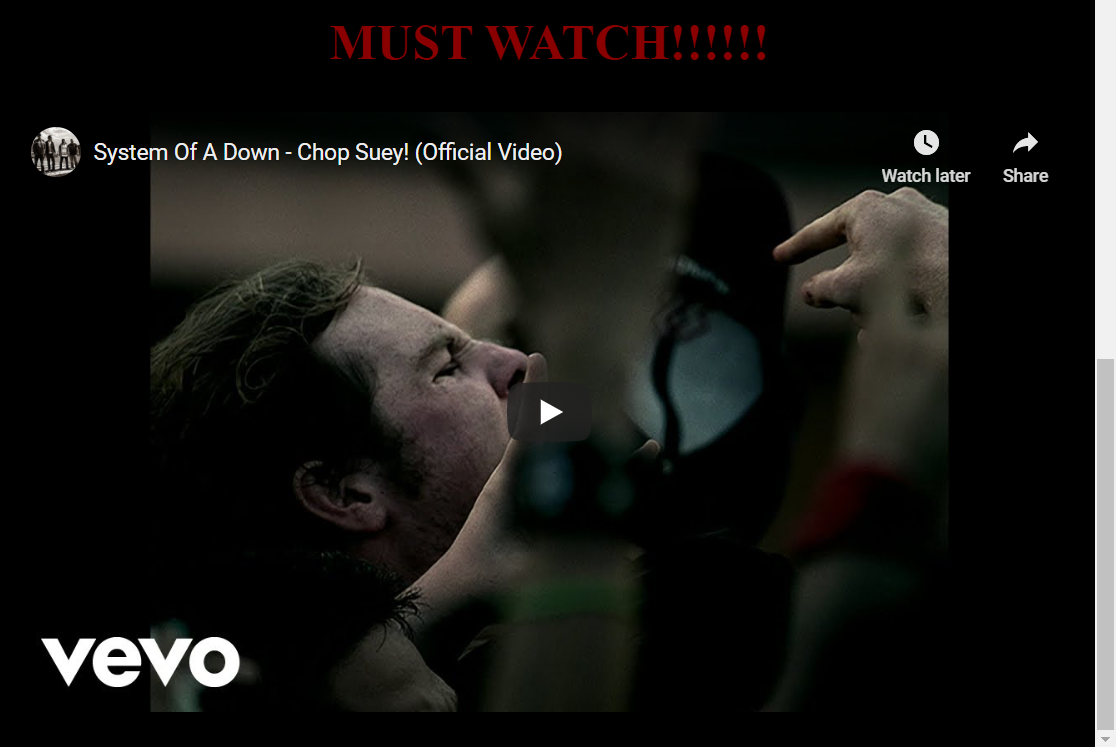 MUST WATCH!!!!!!
System Of A Down - Chop Suey! (Official Video)
Watch later
Share
vevo